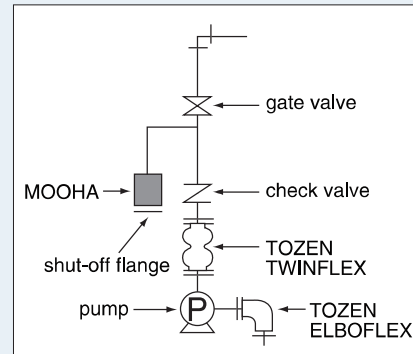 gate valve
MOOHA
check valve
shut-off flange
TOZEN
TWINFLEX
pump
P
TOZEN
ELBOFLEX